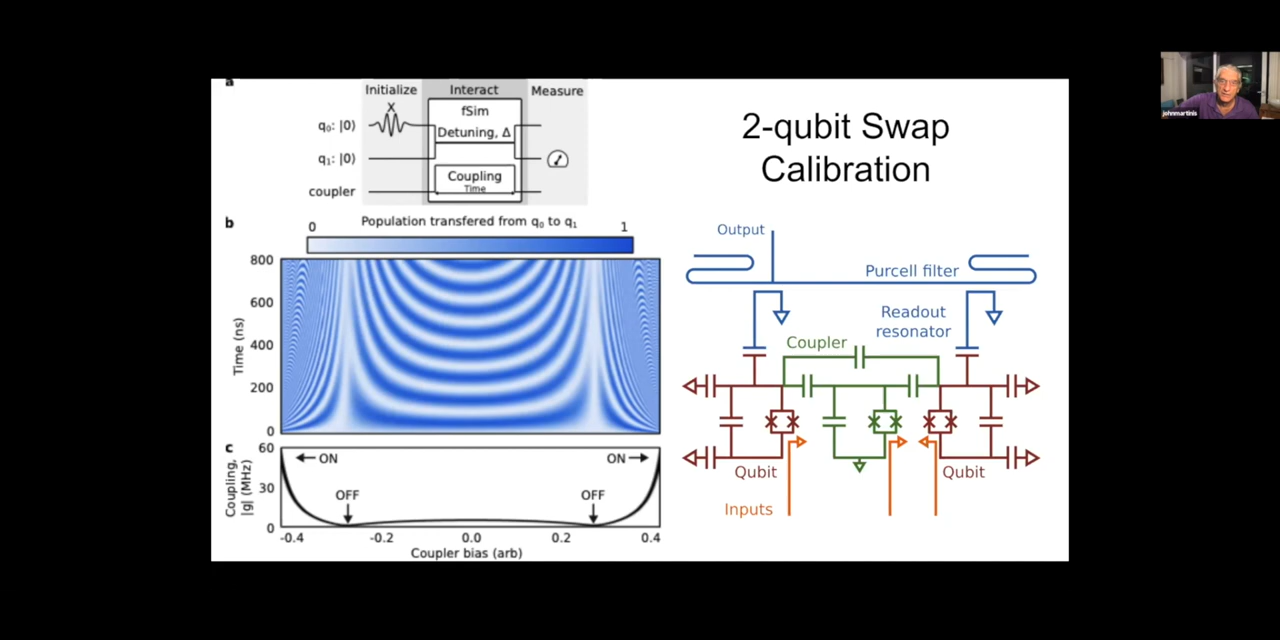 a
Initialize Interact Measure
X
fSim
q₀: |0⟩
Detuning, Δ
q₁: |0⟩
Coupling
Time
coupler
b
Population transfered from q₀ to q₁
0 1
800
600
400
200
0
Time (ns)
c
60
30
0
Coupling,
|g| (MHz)
ON ON
OFF OFF
-0.4 -0.2 0.0 0.2 0.4
Coupler bias (arb)
2-qubit Swap
Calibration
Output
Purcell filter
Readout
resonator
Coupler
Qubit Qubit
Inputs
johnmartinis